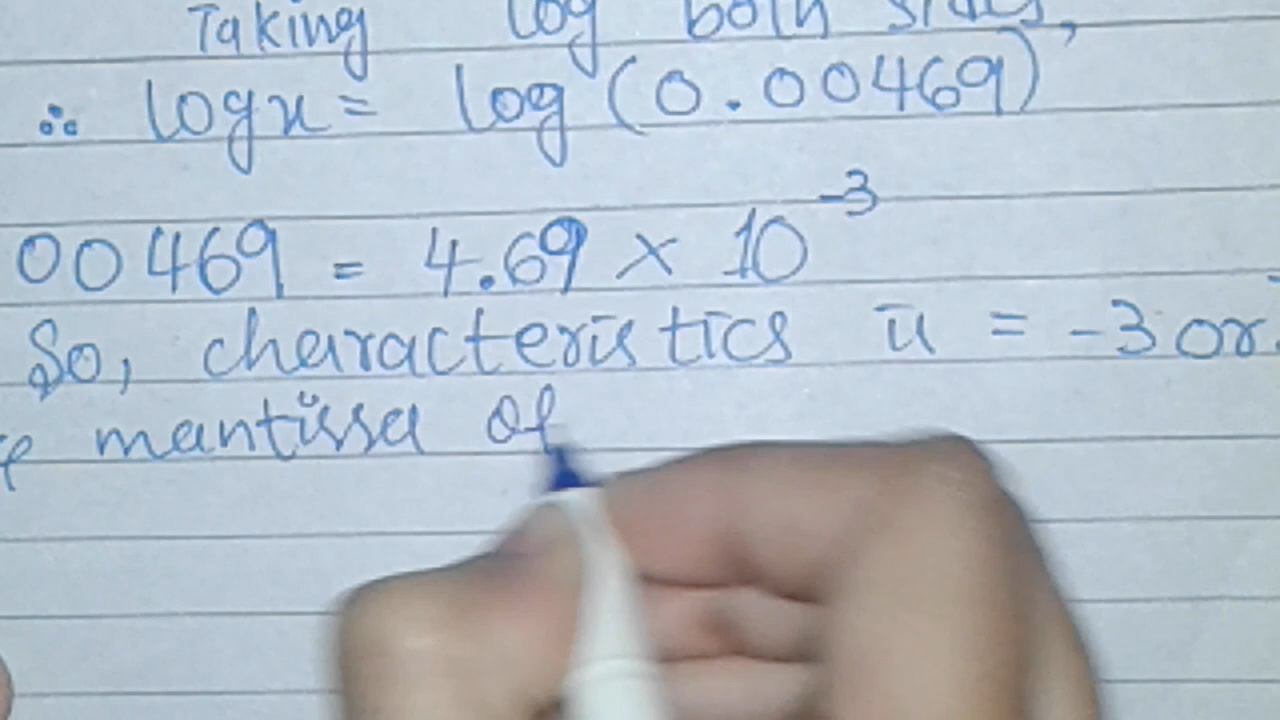 Taking log both sides,
∴ log x = log (0.00469)
00469 = 4.69 × 10⁻³
So, characteristics is = -3 or
mantissa of